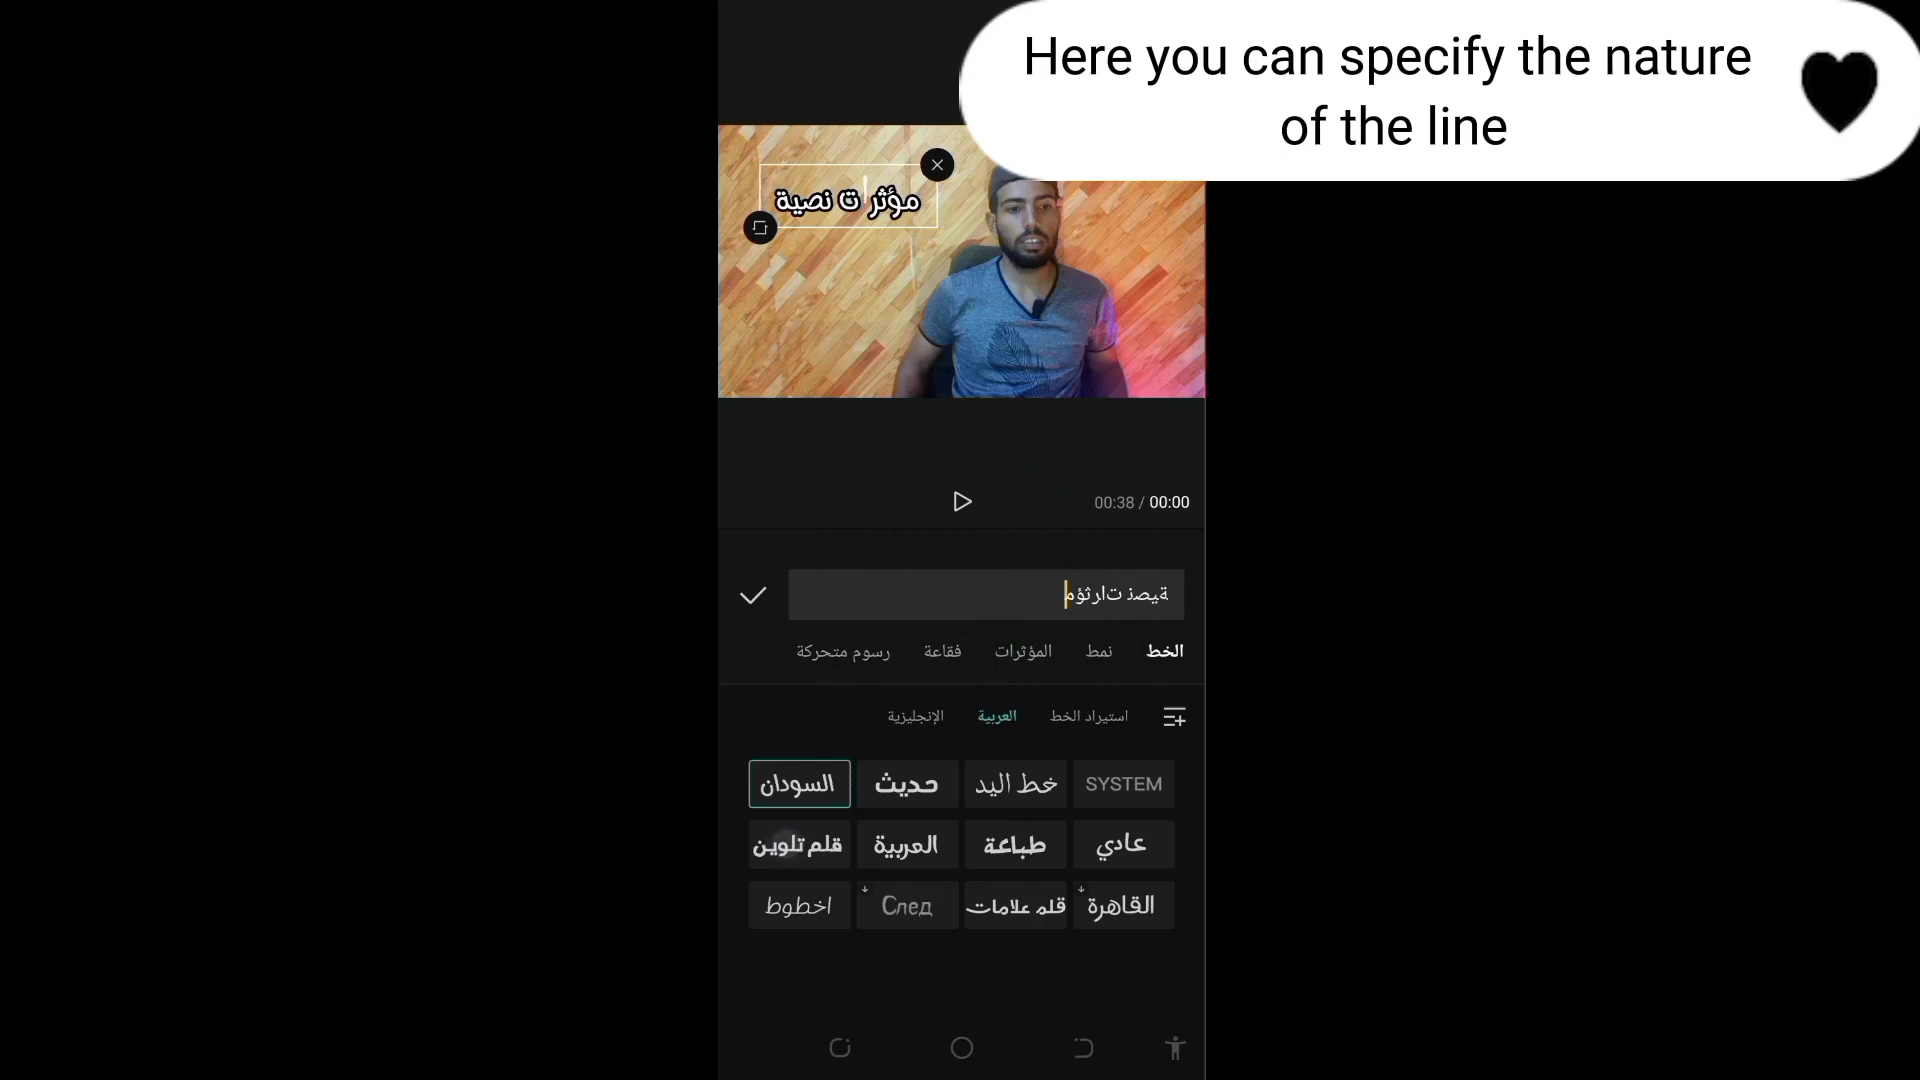 Here you can specify the nature
of the line
مؤثرات نصية
00:38 / 00:00
ةيصن تارثؤم
الخط نمط المؤثرات فقاعة رسوم متحركة
استيراد الخط العربية الإنجليزية
SYSTEM خط اليد حديث السودان
عادي طباعة العربية قلم تلوين
القاهرة قلم علامات След اخطوط